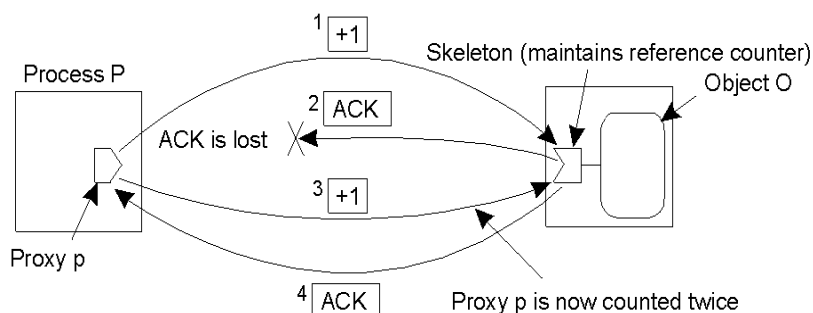 1 +1
Skeleton (maintains reference counter)
Process P
Object O
2 ACK
ACK is lost
3 +1
Proxy p
4 ACK
Proxy p is now counted twice